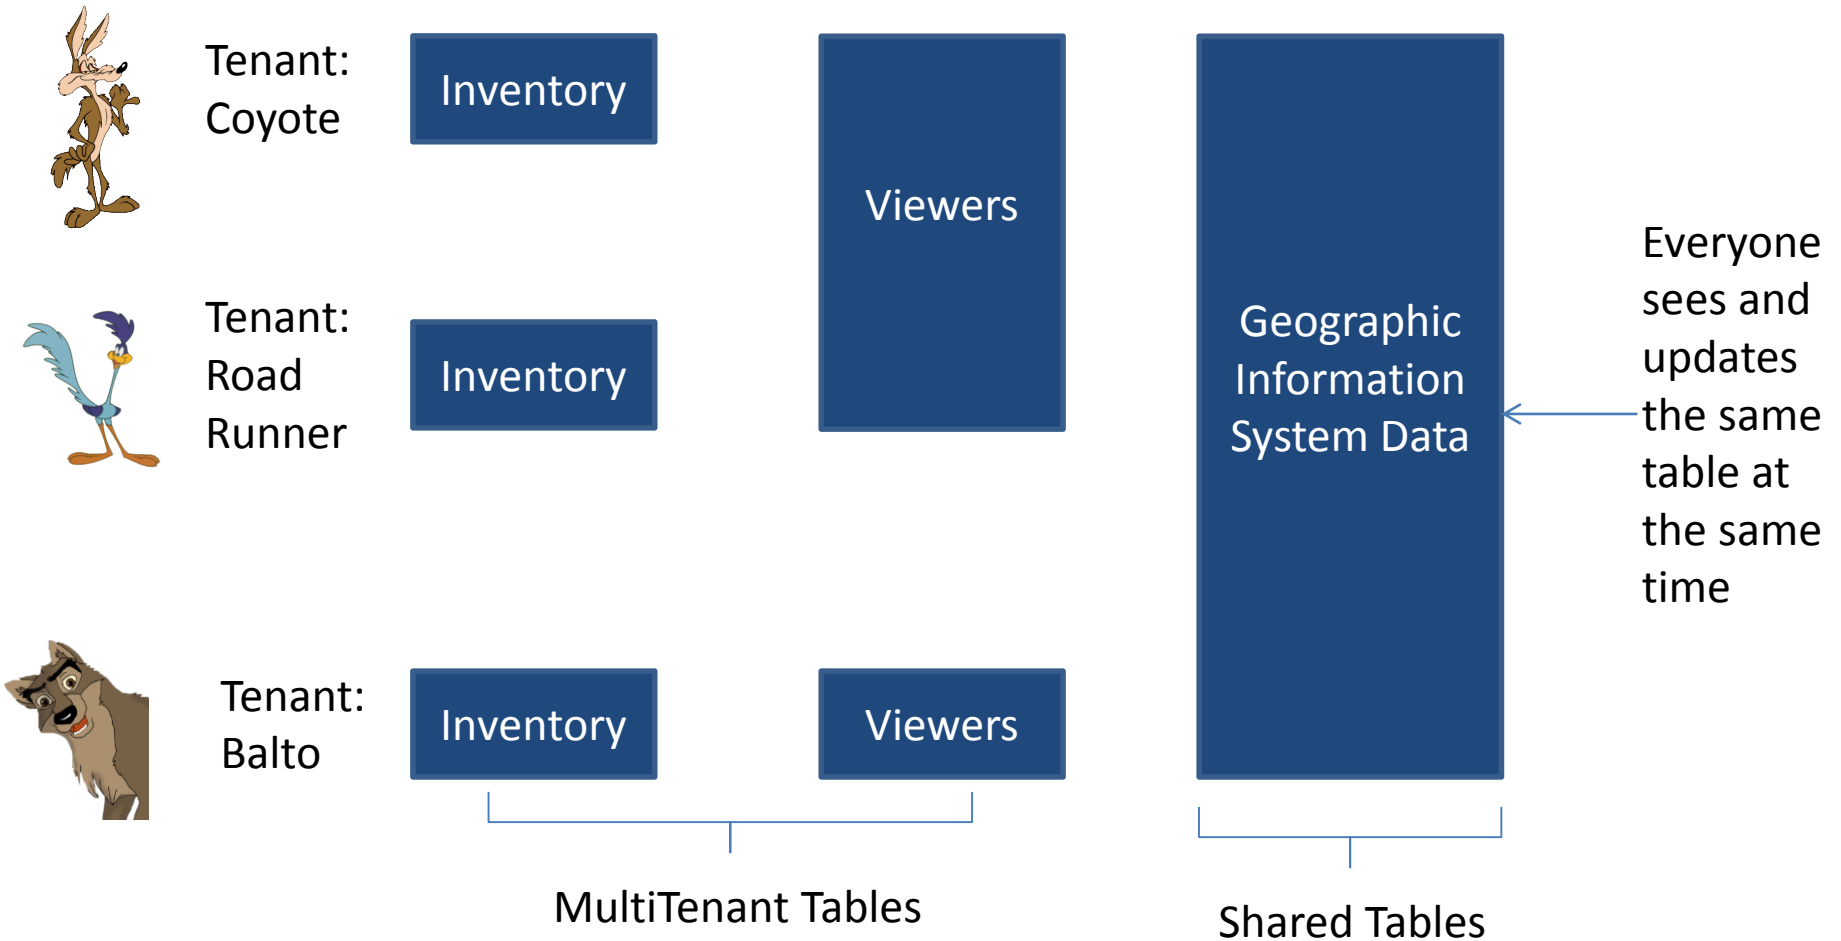 Tenant:
Coyote
Inventory
Viewers
Tenant:
Road
Runner
Inventory
Geographic
Information
System Data
Everyone
sees and
updates
the same
table at
the same
time
Tenant:
Balto
Inventory
Viewers
MultiTenant Tables
Shared Tables